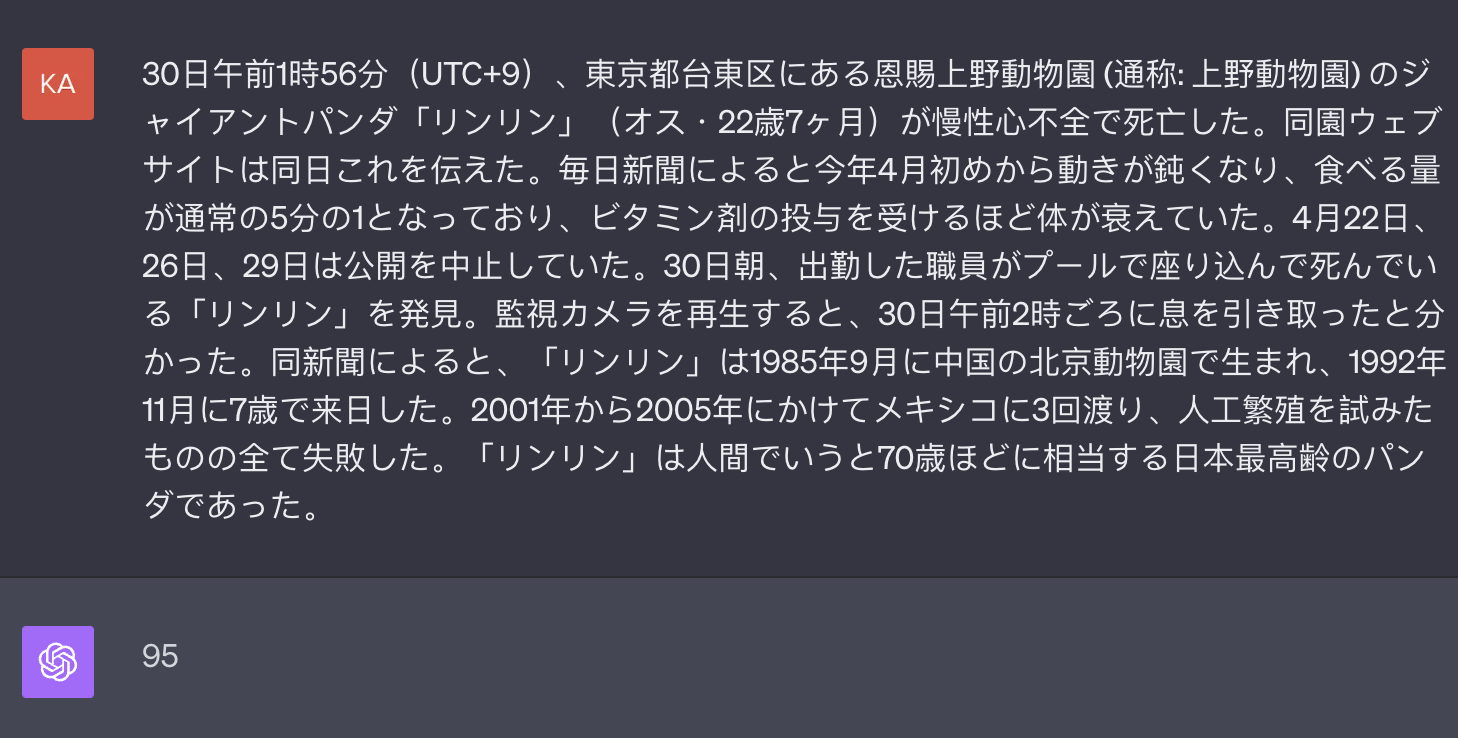 KA
30日午前1時56分（UTC+9）、東京都台東区にある恩賜上野動物園 (通称: 上野動物園) のジ
ャイアントパンダ「リンリン」（オス・22歳7ヶ月）が慢性心不全で死亡した。同園ウェブ
サイトは同日これを伝えた。毎日新聞によると今年4月初めから動きが鈍くなり、食べる量
が通常の5分の1となっており、ビタミン剤の投与を受けるほど体が衰えていた。4月22日、
26日、29日は公開を中止していた。30日朝、出勤した職員がプールで座り込んで死んでい
る「リンリン」を発見。監視カメラを再生すると、30日午前2時ごろに息を引き取ったと分
かった。同新聞によると、「リンリン」は1985年9月に中国の北京動物園で生まれ、1992年
11月に7歳で来日した。2001年から2005年にかけてメキシコに3回渡り、人工繁殖を試みた
ものの全て失敗した。「リンリン」は人間でいうと70歳ほどに相当する日本最高齢のパン
ダであった。
95